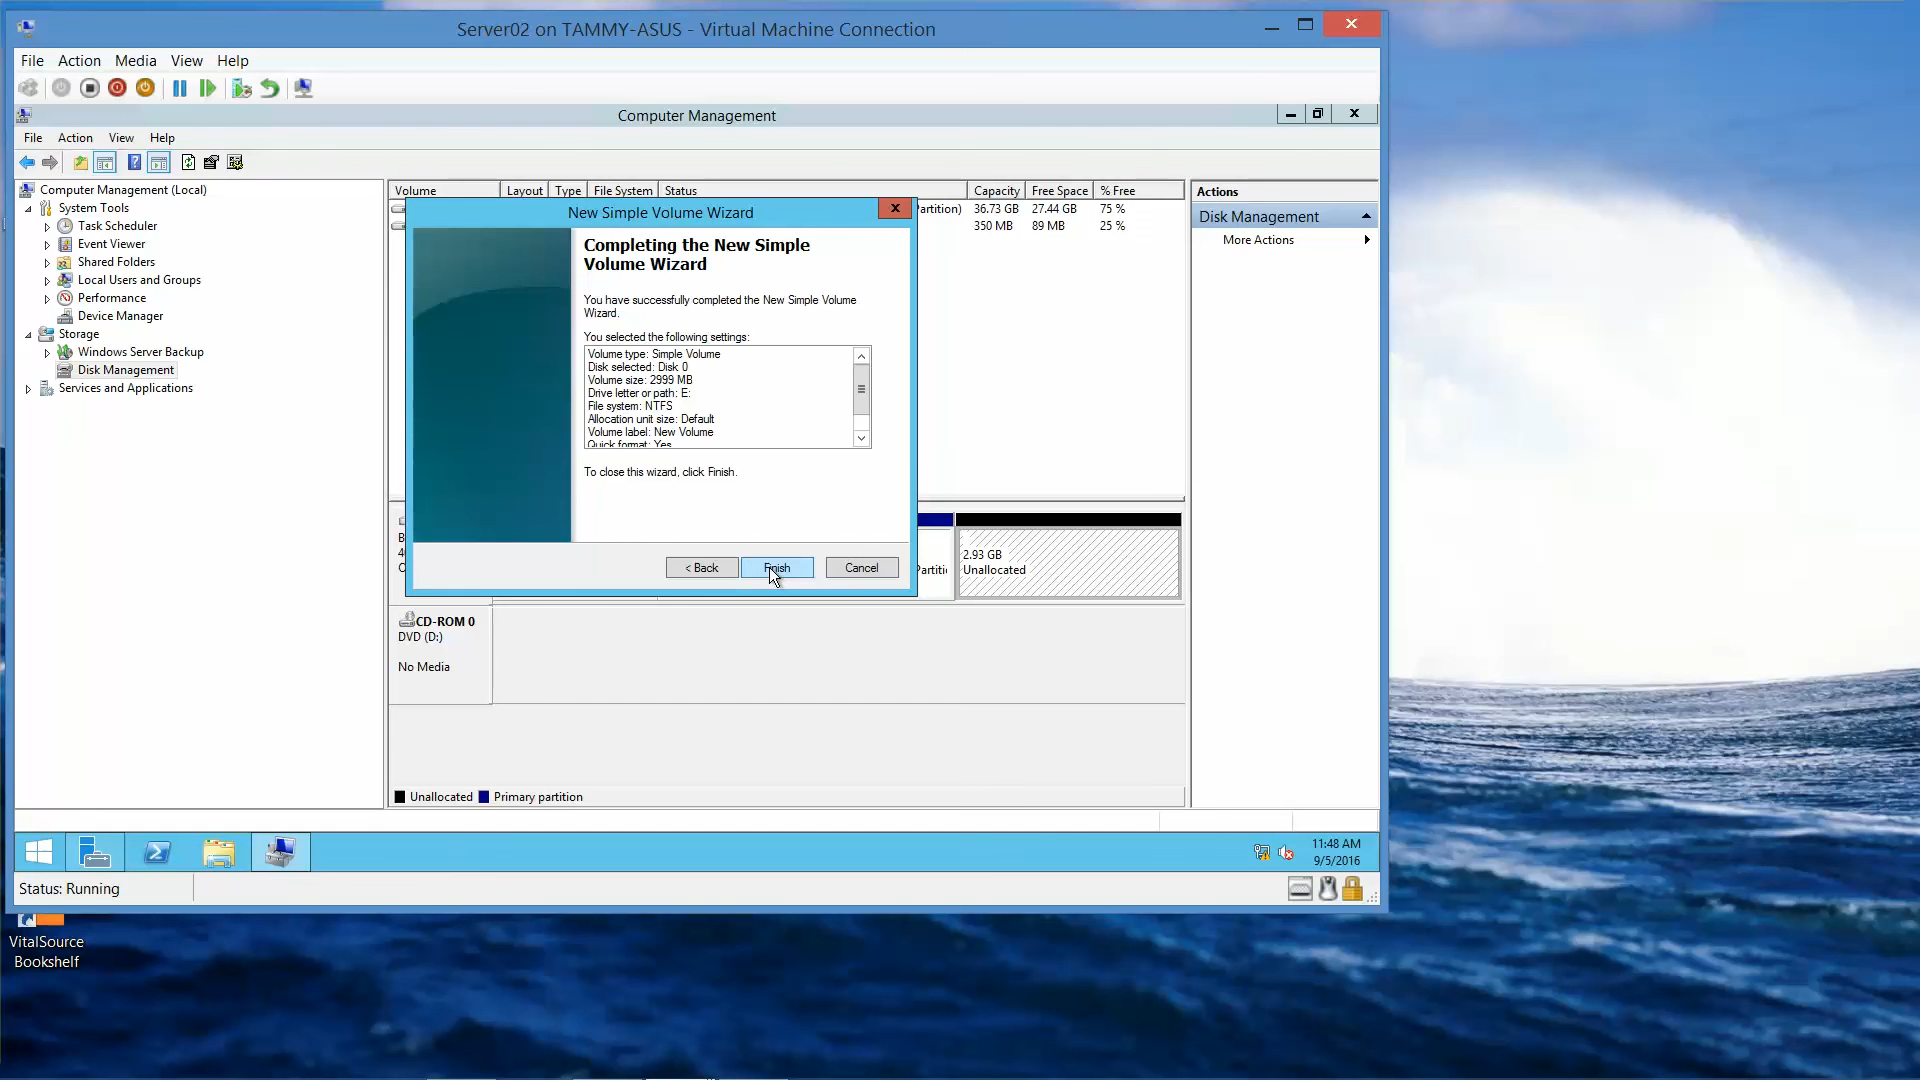 Server02 on TAMMY-ASUS - Virtual Machine Connection
File Action Media View Help
Computer Management
File Action View Help
Computer Management (Local)
System Tools
Task Scheduler
Event Viewer
Shared Folders
Local Users and Groups
Performance
Device Manager
Storage
Windows Server Backup
Disk Management
Services and Applications
Volume Layout Type File System Status Capacity Free Space % Free
Partition) 36.73 GB 27.44 GB 75 %
350 MB 89 MB 25 %
Actions
Disk Management
More Actions
New Simple Volume Wizard
Completing the New Simple
Volume Wizard
You have successfully completed the New Simple Volume
Wizard.
You selected the following settings:
Volume type: Simple Volume
Disk selected: Disk 0
Volume size: 2999 MB
Drive letter or path: E:
File system: NTFS
Allocation unit size: Default
Volume label: New Volume
Quick format: Yes
To close this wizard, click Finish.
< Back Finish Cancel
2.93 GB
Unallocated
CD-ROM 0
DVD (D:)
No Media
Unallocated Primary partition
11:48 AM
9/5/2016
Status: Running
VitalSource
Bookshelf